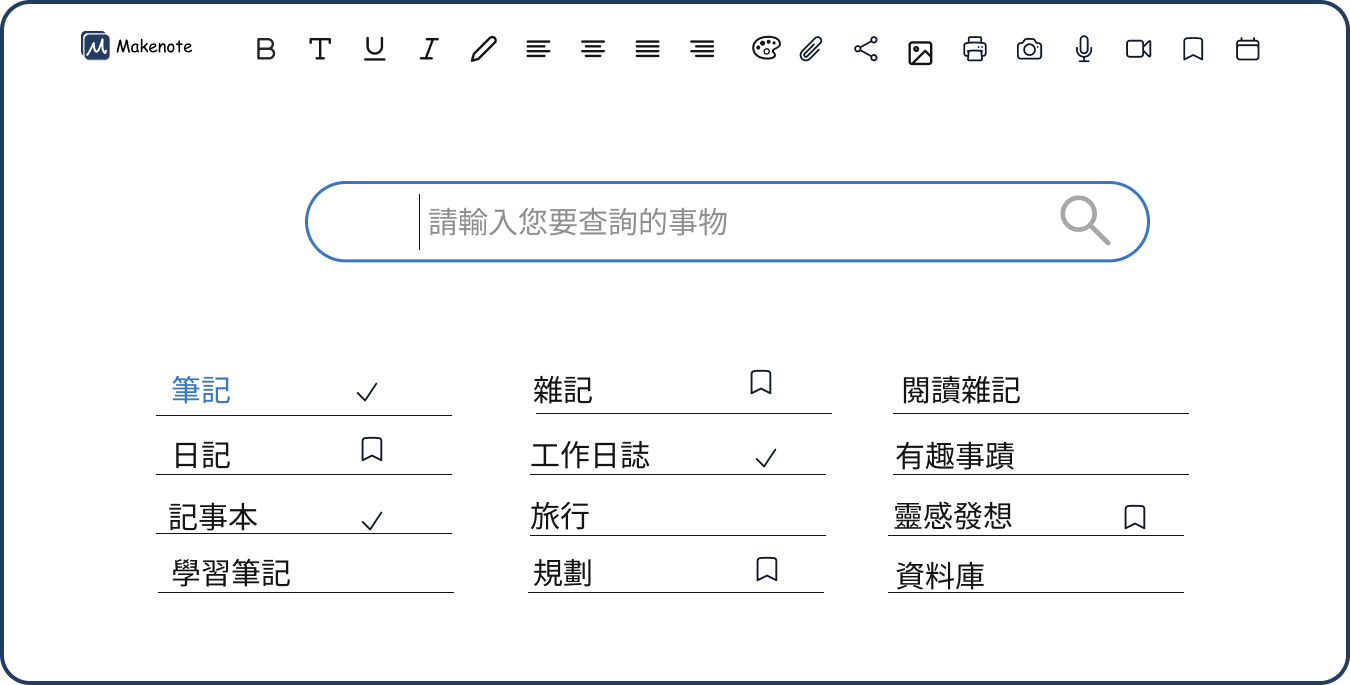 Makenote
請輸入您要查詢的事物
筆記
雜記
閱讀雜記
日記
工作日誌
有趣事蹟
記事本
旅行
靈感發想
學習筆記
規劃
資料庫